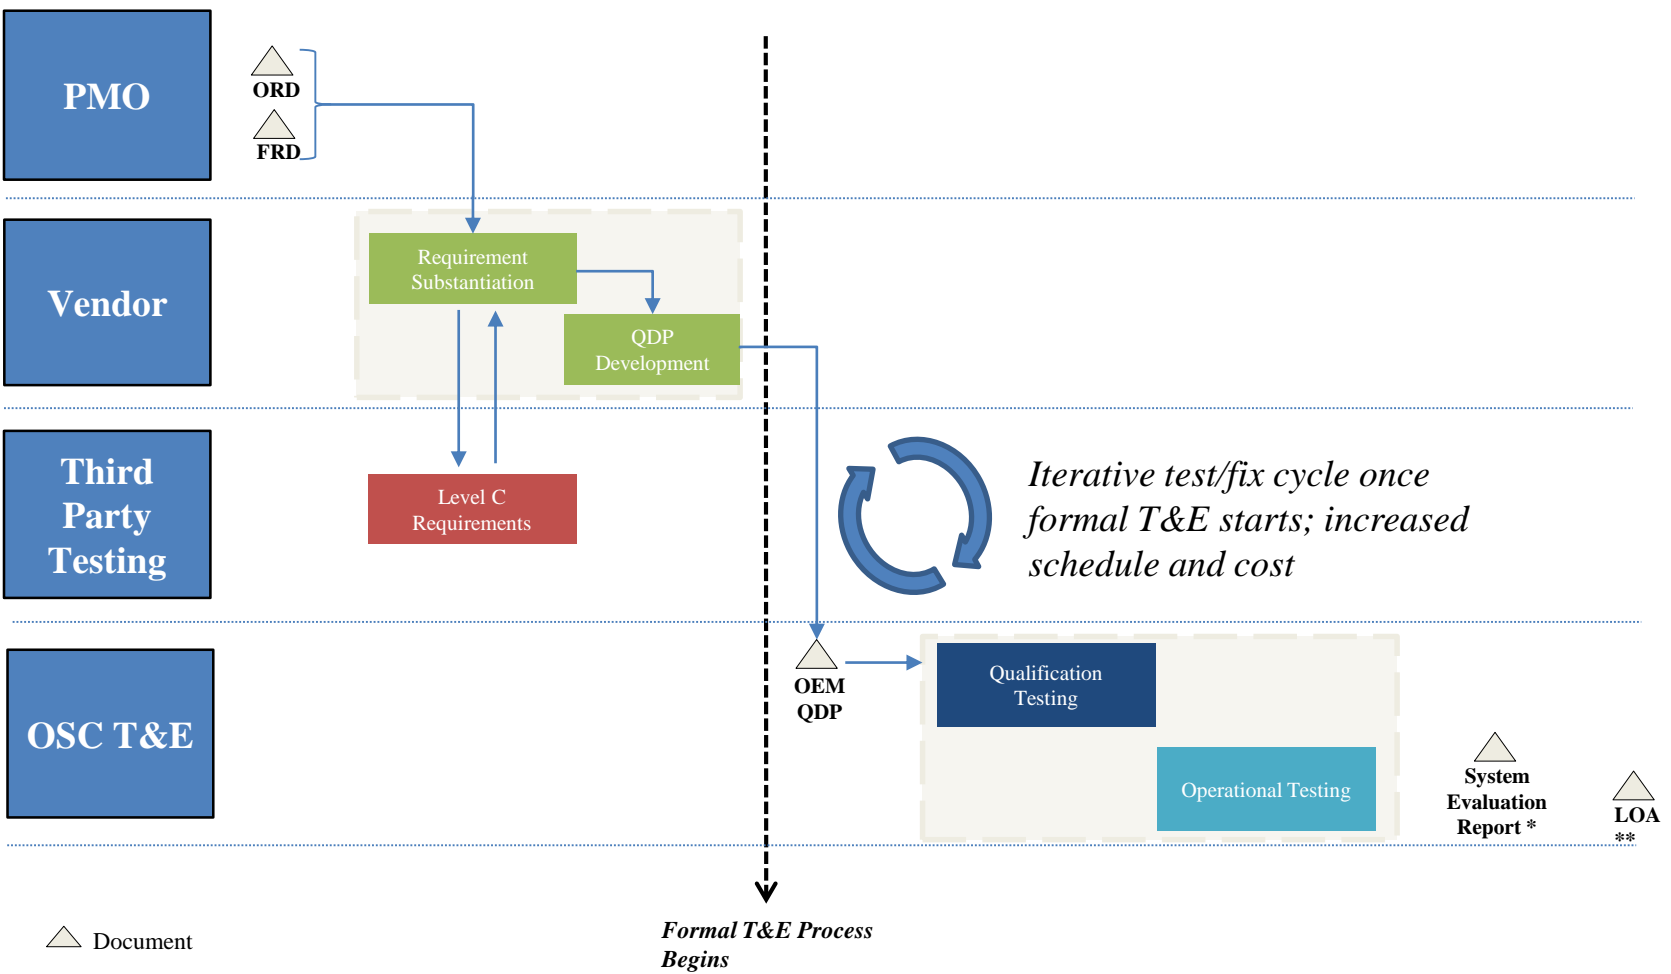 PMO
ORD
FRD
Vendor
Requirement
Substantiation
QDP
Development
Third
Party
Testing
Level C
Requirements
Iterative test/fix cycle once
formal T&E starts; increased
schedule and cost
OSC T&E
OEM
QDP
Qualification
Testing
Operational Testing
System
Evaluation
Report *
LOA
**
Document
Formal T&E Process
Begins